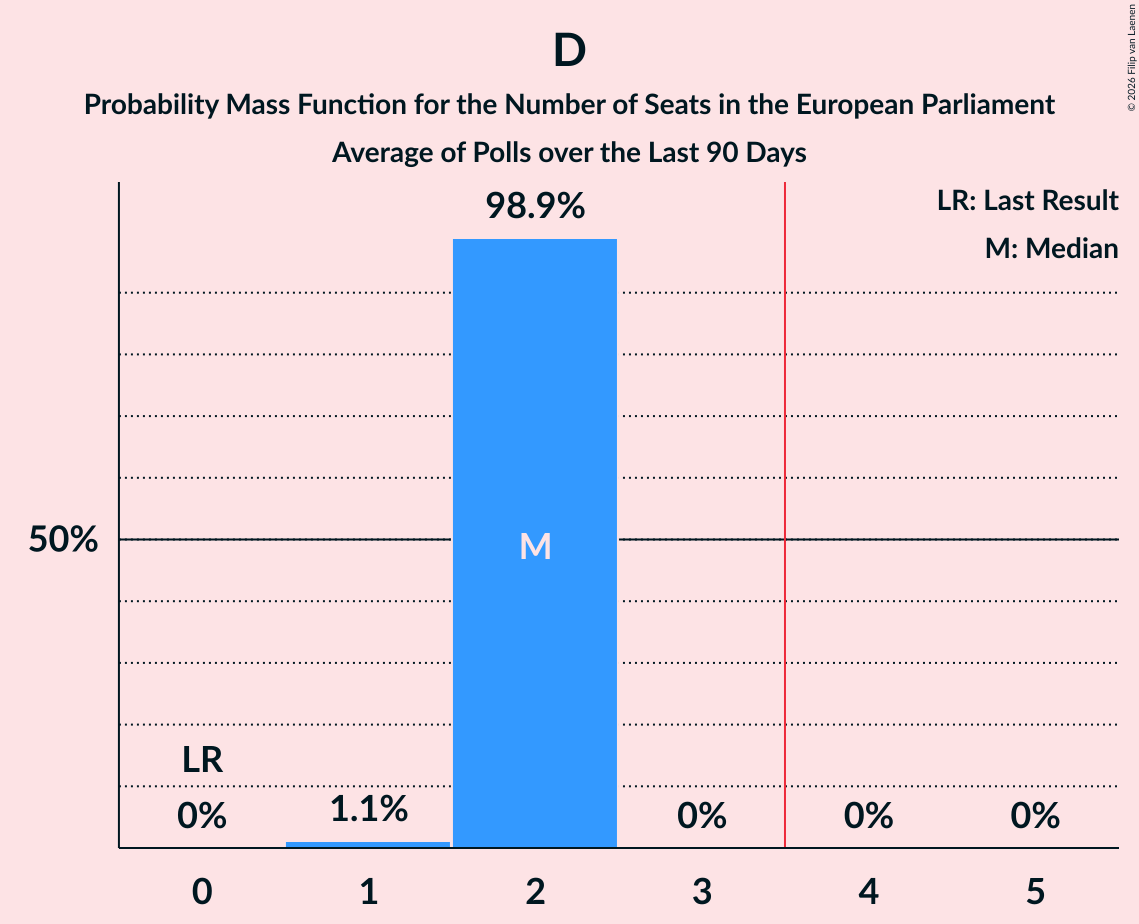 D
Probability Mass Function for the Number of Seats in the European Parliament
Average of Polls over the Last 90 Days
© 2026 Filip van Laenen
LR: Last Result
M: Median
98.9%
50%
M
LR
0%
1.1%
0%
0%
0%
0 1 2 3 4 5